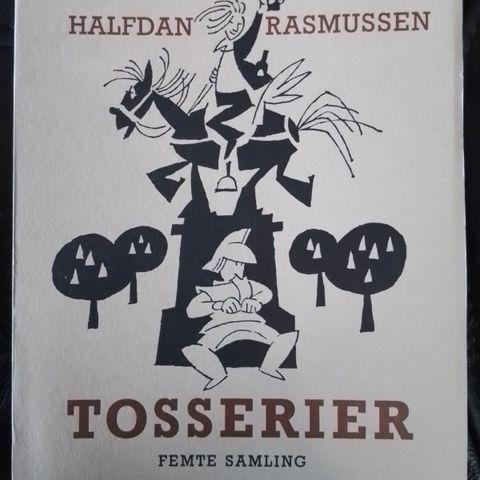 HALFDAN RASMUSSEN
TOSSERIER
FEMTE SAMLING